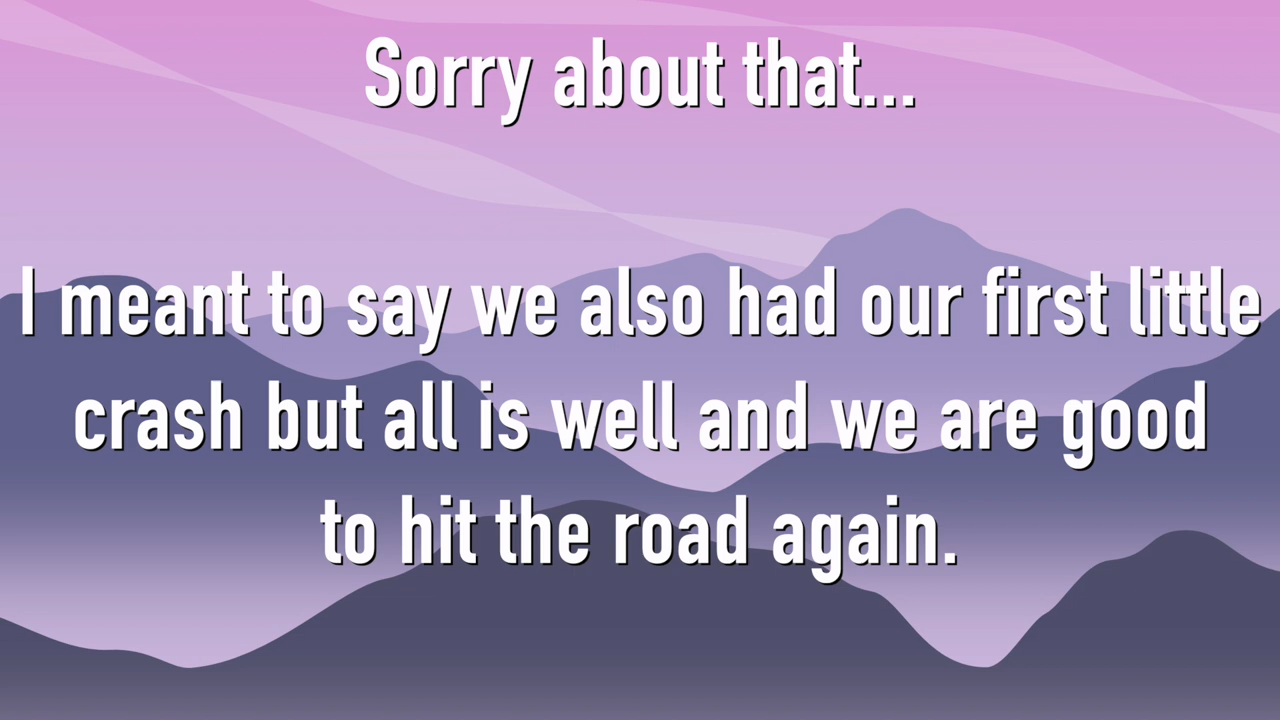 Sorry about that...
I meant to say we also had our first little
crash but all is well and we are good
to hit the road again.